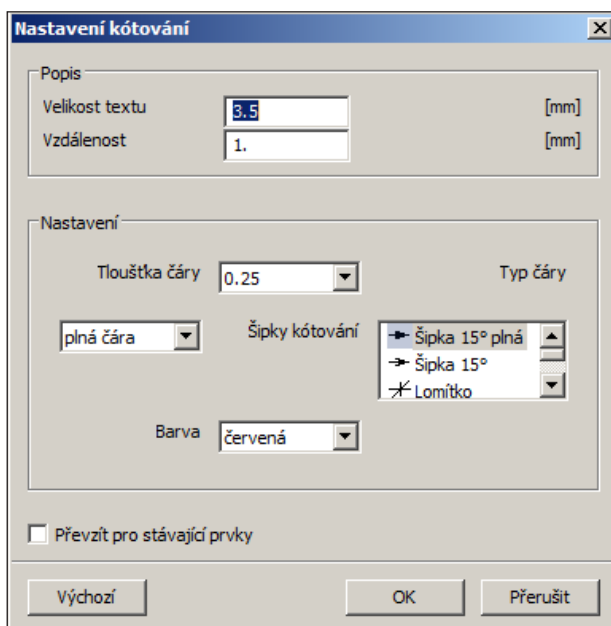 Nastavení kótování
Popis
Velikost textu 3.5 [mm]
Vzdálenost 1. [mm]
Nastavení
Tloušťka čáry 0.25 Typ čáry
plná čára Šipky kótování Šipka 15° plná
Šipka 15°
Lomítko
Barva červená
Převzít pro stávající prvky
Výchozí OK Přerušit